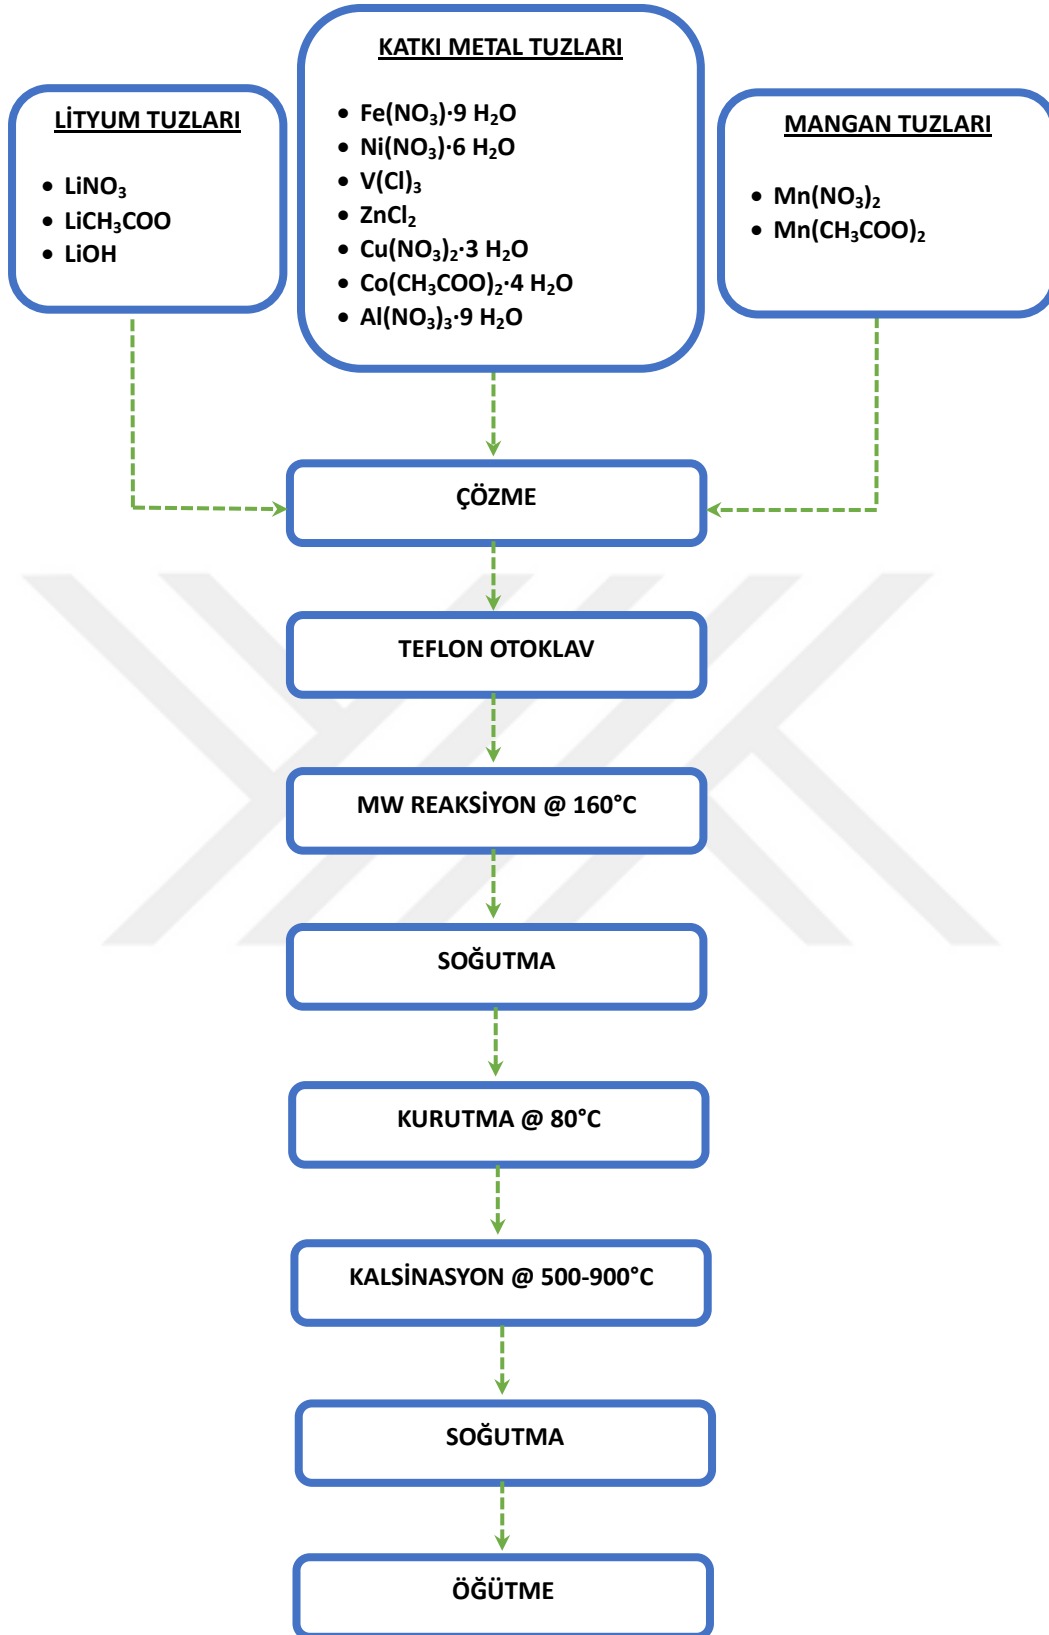 LİTYUM TUZLARI
• LiNO₃
• LiCH₃COO
• LiOH
KATKI METAL TUZLARI
• Fe(NO₃)·9 H₂O
• Ni(NO₃)·6 H₂O
• V(Cl)₃
• ZnCl₂
• Cu(NO₃)₂·3 H₂O
• Co(CH₃COO)₂·4 H₂O
• Al(NO₃)₃·9 H₂O
MANGAN TUZLARI
• Mn(NO₃)₂
• Mn(CH₃COO)₂
ÇÖZME
TEFLON OTOKLAV
MW REAKSİYON @ 160°C
SOĞUTMA
KURUTMA @ 80°C
KALSİNASYON @ 500-900°C
SOĞUTMA
ÖĞÜTME